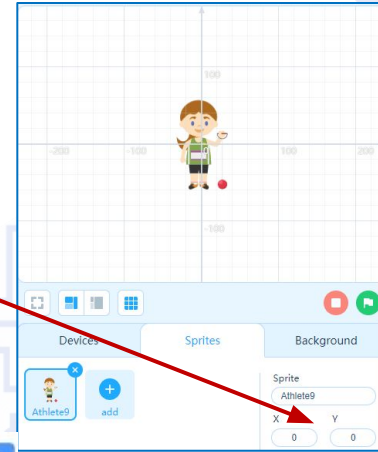 100
-200 -100 100 200
-100
Devices Sprites Background
Sprite
Athlete9
Athlete9 add
X Y
0 0